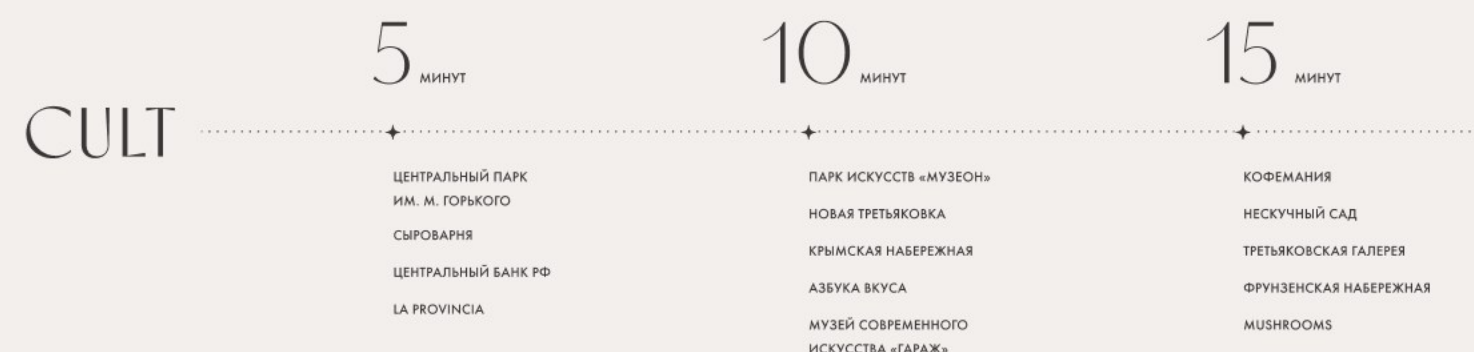 5 МИНУТ
10 МИНУТ
15 МИНУТ
CULT
ЦЕНТРАЛЬНЫЙ ПАРК
ИМ. М. ГОРЬКОГО
СЫРОВАРНЯ
ЦЕНТРАЛЬНЫЙ БАНК РФ
LA PROVINCIA
ПАРК ИСКУССТВ «МУЗЕОН»
НОВАЯ ТРЕТЬЯКОВКА
КРЫМСКАЯ НАБЕРЕЖНАЯ
АЗБУКА ВКУСА
МУЗЕЙ СОВРЕМЕННОГО
ИСКУССТВА «ГАРАЖ»
КОФЕМАНИЯ
НЕСКУЧНЫЙ САД
ТРЕТЬЯКОВСКАЯ ГАЛЕРЕЯ
ФРУНЗЕНСКАЯ НАБЕРЕЖНАЯ
MUSHROOMS